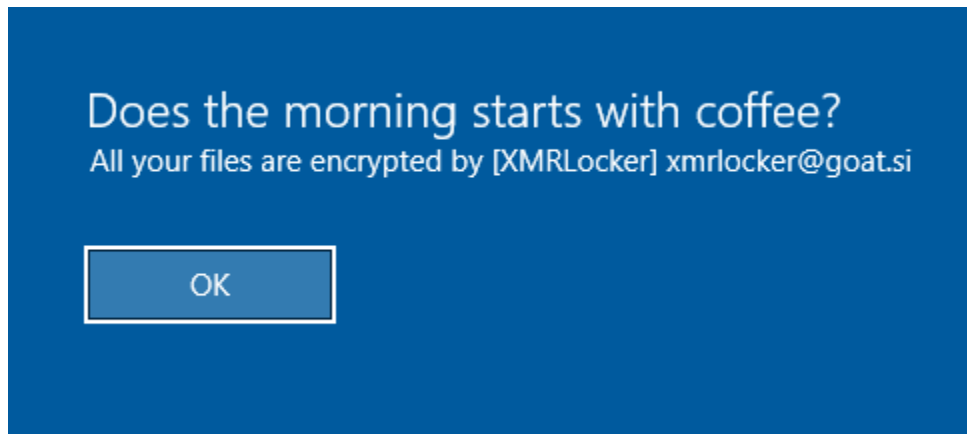 Does the morning starts with coffee?
All your files are encrypted by [XMRLocker] xmrlocker@goat.si
OK